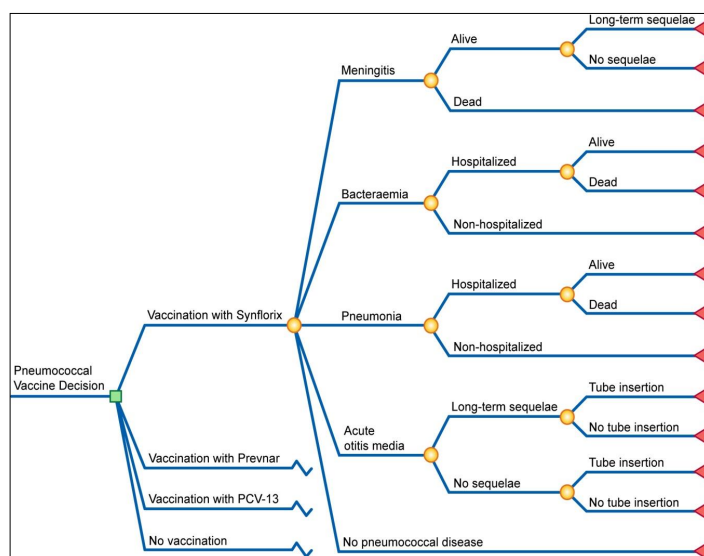 Long-term sequelae
Alive
No sequelae
Meningitis
Dead
Alive
Hospitalized
Dead
Bacteraemia
Non-hospitalized
Alive
Hospitalized
Dead
Vaccination with Synflorix
Pneumonia
Non-hospitalized
Pneumococcal
Vaccine Decision
Tube insertion
Long-term sequelae
No tube insertion
Acute
otitis media
Tube insertion
No sequelae
No tube insertion
Vaccination with Prevnar
Vaccination with PCV-13
No vaccination
No pneumococcal disease